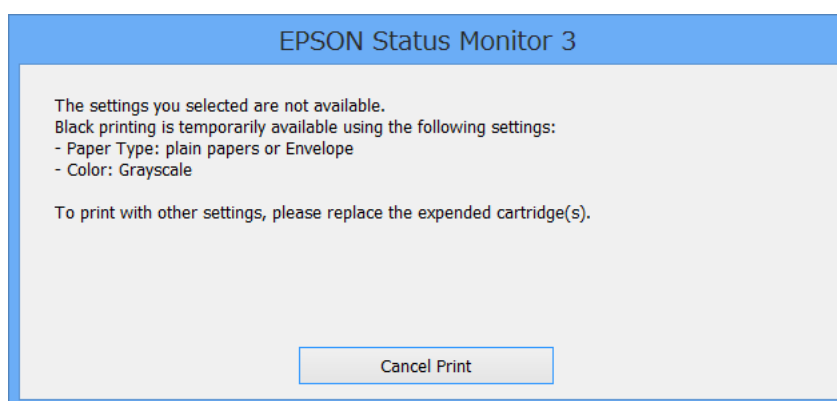 EPSON Status Monitor 3
The settings you selected are not available.
Black printing is temporarily available using the following settings:
- Paper Type: plain papers or Envelope
- Color: Grayscale
To print with other settings, please replace the expended cartridge(s).
Cancel Print